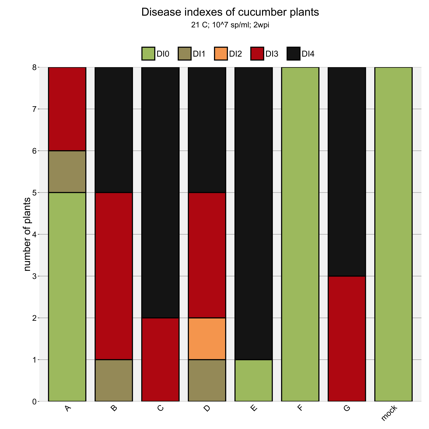 Disease indexes of cucumber plants
21 C; 10^7 sp/ml; 2wpi
DI0 DI1 DI2 DI3 DI4
number of plants
8
7
6
5
4
3
2
1
0
A B C D E F G mock